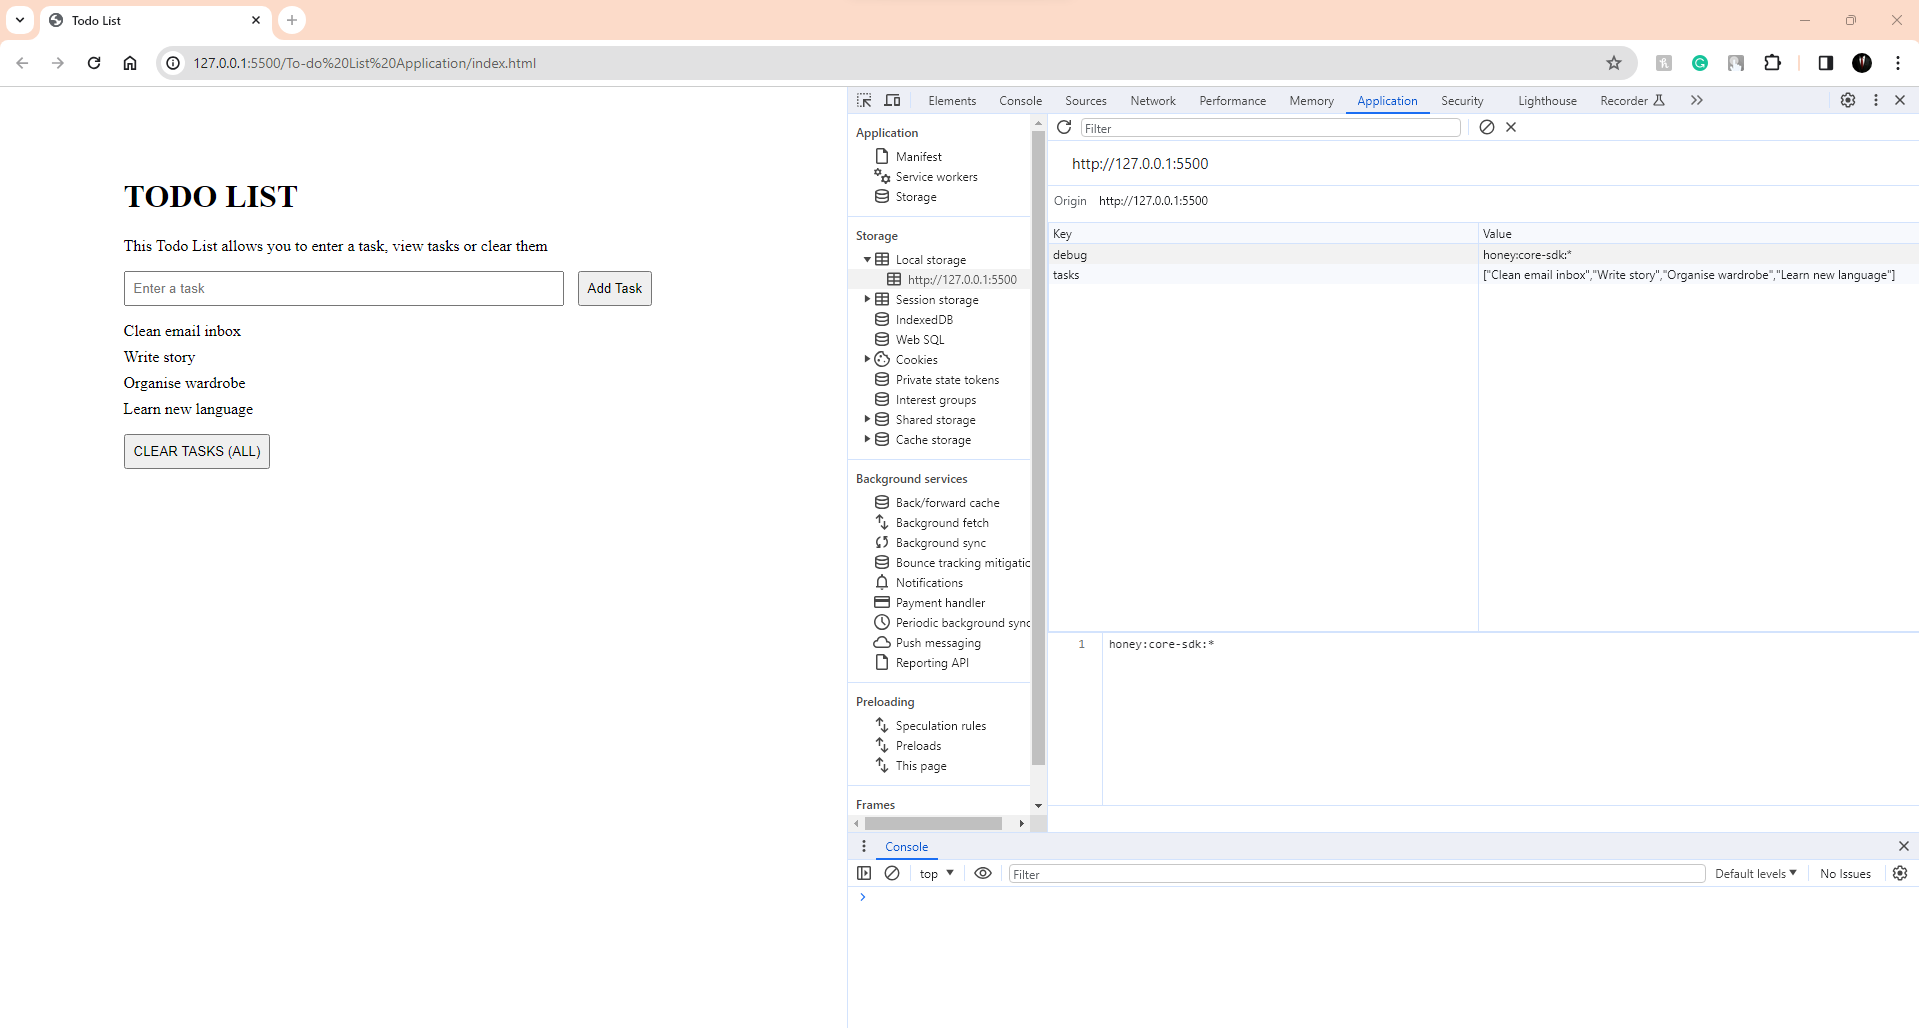 Todo List
127.0.0.1:5500/To-do%20List%20Application/index.html
TODO LIST
This Todo List allows you to enter a task, view tasks or clear them
Enter a task
Add Task
Clean email inbox
Write story
Organise wardrobe
Learn new language
CLEAR TASKS (ALL)
Elements Console Sources Network Performance Memory Application Security Lighthouse Recorder
Application
Manifest
Service workers
Storage
Storage
Local storage
http://127.0.0.1:5500
Session storage
IndexedDB
Web SQL
Cookies
Private state tokens
Interest groups
Shared storage
Cache storage
Background services
Back/forward cache
Background fetch
Background sync
Bounce tracking mitigatic
Notifications
Payment handler
Periodic background sync
Push messaging
Reporting API
Preloading
Speculation rules
Preloads
This page
Frames
Filter
http://127.0.0.1:5500
Origin http://127.0.0.1:5500
Key Value
debug honey:core-sdk:*
tasks ["Clean email inbox","Write story","Organise wardrobe","Learn new language"]
1 honey:core-sdk:*
Console
top Filter Default levels No Issues